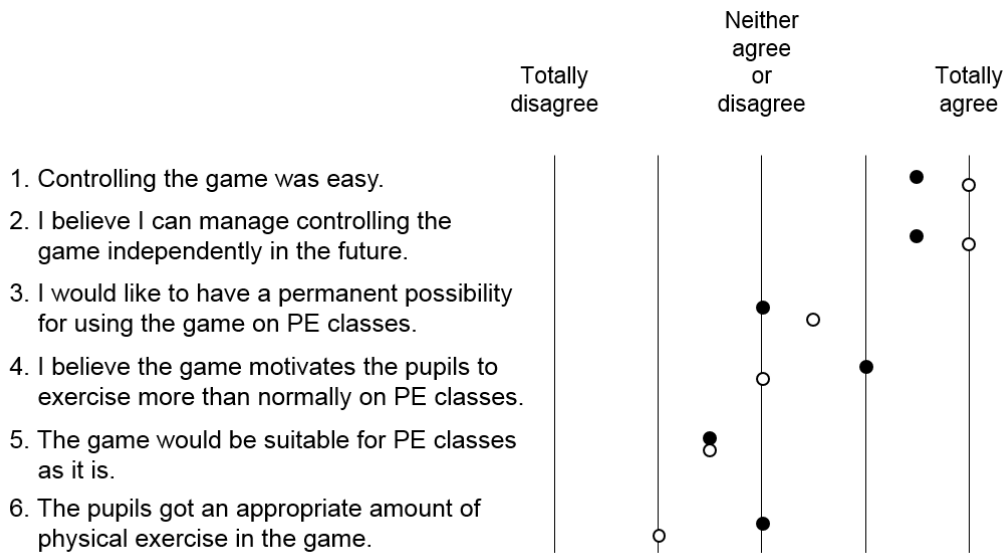 Neither
agree
or
disagree
Totally
disagree
Totally
agree
1. Controlling the game was easy.
2. I believe I can manage controlling the
game independently in the future.
3. I would like to have a permanent possibility
for using the game on PE classes.
4. I believe the game motivates the pupils to
exercise more than normally on PE classes.
5. The game would be suitable for PE classes
as it is.
6. The pupils got an appropriate amount of
physical exercise in the game.